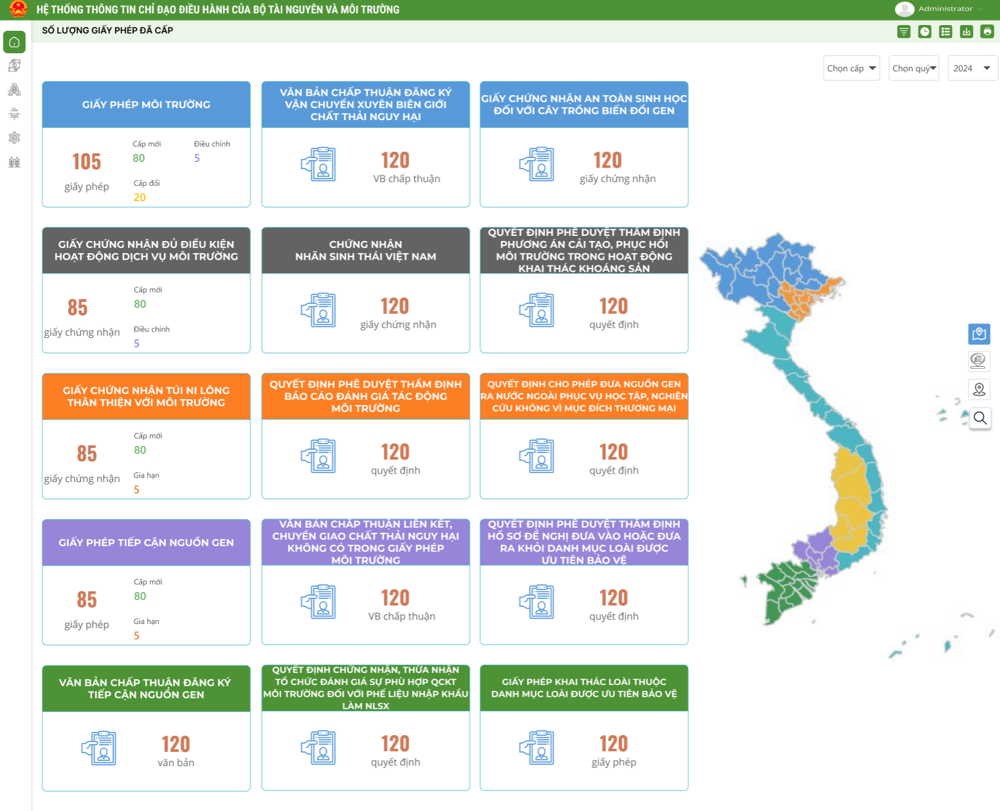 HỆ THỐNG THÔNG TIN CHỈ ĐẠO ĐIỀU HÀNH CỦA BỘ TÀI NGUYÊN VÀ MÔI TRƯỜNG
Administrator
SỐ LƯỢNG GIẤY PHÉP ĐÃ CẤP
Chọn cấp
Chọn quý
2024
GIẤY PHÉP MÔI TRƯỜNG
105
giấy phép
Cấp mới
80
Điều chỉnh
5
Cấp đổi
20
VĂN BẢN CHẤP THUẬN ĐĂNG KÝ
VẬN CHUYỂN XUYÊN BIÊN GIỚI
CHẤT THẢI NGUY HẠI
120
VB chấp thuận
GIẤY CHỨNG NHẬN AN TOÀN SINH HỌC
ĐỐI VỚI CÂY TRỒNG BIẾN ĐỔI GEN
120
giấy chứng nhận
GIẤY CHỨNG NHẬN ĐỦ ĐIỀU KIỆN
HOẠT ĐỘNG DỊCH VỤ MÔI TRƯỜNG
85
giấy chứng nhận
Cấp mới
80
Điều chỉnh
5
CHỨNG NHẬN
NHÃN SINH THÁI VIỆT NAM
120
giấy chứng nhận
QUYẾT ĐỊNH PHÊ DUYỆT THẨM ĐỊNH
PHƯƠNG ÁN CẢI TẠO, PHỤC HỒI
MÔI TRƯỜNG TRONG HOẠT ĐỘNG
KHAI THÁC KHOÁNG SẢN
120
quyết định
GIẤY CHỨNG NHẬN TÚI NI LÔNG
THÂN THIỆN VỚI MÔI TRƯỜNG
85
giấy chứng nhận
Cấp mới
80
Gia hạn
5
QUYẾT ĐỊNH PHÊ DUYỆT THẨM ĐỊNH
BÁO CÁO ĐÁNH GIÁ TÁC ĐỘNG
MÔI TRƯỜNG
120
quyết định
QUYẾT ĐỊNH CHO PHÉP ĐƯA NGUỒN GEN
RA NƯỚC NGOÀI PHỤC VỤ HỌC TẬP, NGHIÊN
CỨU KHÔNG VÌ MỤC ĐÍCH THƯƠNG MẠI
120
quyết định
GIẤY PHÉP TIẾP CẬN NGUỒN GEN
85
giấy phép
Cấp mới
80
Gia hạn
5
VĂN BẢN CHẤP THUẬN LIÊN KẾT,
CHUYỂN GIAO CHẤT THẢI NGUY HẠI
KHÔNG CÓ TRONG GIẤY PHÉP
MÔI TRƯỜNG
120
VB chấp thuận
QUYẾT ĐỊNH PHÊ DUYỆT THẨM ĐỊNH
HỒ SƠ ĐỀ NGHỊ ĐƯA VÀO HOẶC ĐƯA
RA KHỎI DANH MỤC LOÀI ĐƯỢC
ƯU TIÊN BẢO VỆ
120
quyết định
VĂN BẢN CHẤP THUẬN ĐĂNG KÝ
TIẾP CẬN NGUỒN GEN
120
văn bản
QUYẾT ĐỊNH CHỨNG NHẬN, THỪA NHẬN
TỔ CHỨC ĐÁNH GIÁ SỰ PHÙ HỢP QCKT
MÔI TRƯỜNG ĐỐI VỚI PHẾ LIỆU NHẬP KHẨU
LÀM NLSX
120
quyết định
GIẤY PHÉP KHAI THÁC LOÀI THUỘC
DANH MỤC LOÀI ĐƯỢC ƯU TIÊN BẢO VỆ
120
giấy phép